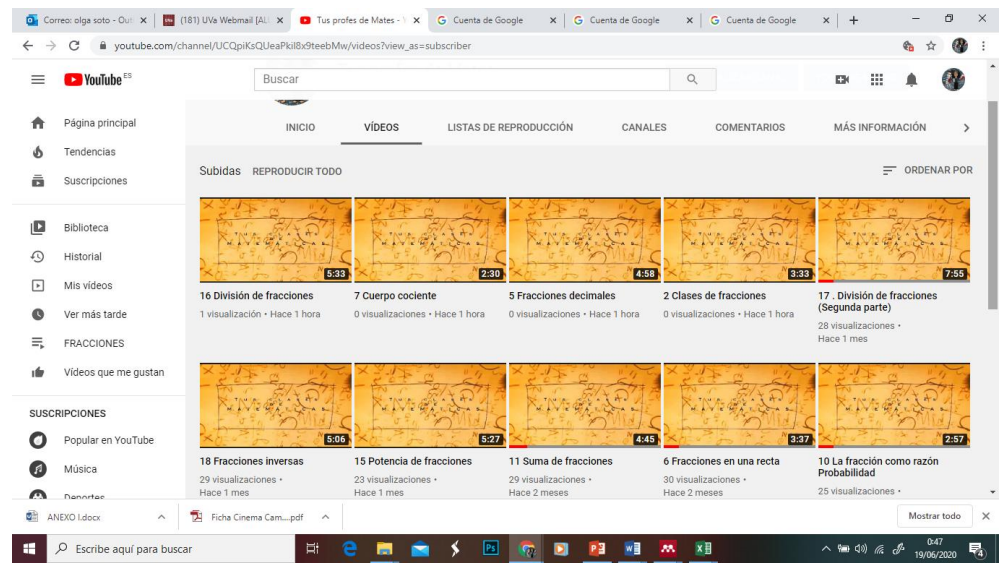 Correo: olga soto - Out
(181) UVa Webmail [AL
Tus profes de Mates -
Cuenta de Google
Cuenta de Google
Cuenta de Google
youtube.com/channel/UCQpiKsQUeaPkil8x9teebMw/videos?view_as=subscriber
YouTube ES
Buscar
INICIO VÍDEOS LISTAS DE REPRODUCCIÓN CANALES COMENTARIOS MÁS INFORMACIÓN
Página principal
Tendencias
Suscripciones
Biblioteca
Historial
Mis vídeos
Ver más tarde
FRACCIONES
Vídeos que me gustan
SUSCRIPCIONES
Popular en YouTube
Música
Deportes
Subidas REPRODUCIR TODO
ORDENAR POR
5:33
16 División de fracciones
1 visualización • Hace 1 hora
2:30
7 Cuerpo cociente
0 visualizaciones • Hace 1 hora
4:58
5 Fracciones decimales
0 visualizaciones • Hace 1 hora
3:33
2 Clases de fracciones
0 visualizaciones • Hace 1 hora
7:55
17 . División de fracciones
(Segunda parte)
28 visualizaciones •
Hace 1 mes
5:06
18 Fracciones inversas
29 visualizaciones •
Hace 1 mes
5:27
15 Potencia de fracciones
23 visualizaciones •
Hace 1 mes
4:45
11 Suma de fracciones
29 visualizaciones •
Hace 2 meses
3:37
6 Fracciones en una recta
30 visualizaciones •
Hace 2 meses
2:57
10 La fracción como razón
Probabilidad
25 visualizaciones •
ANEXO I.docx
Ficha Cinema Cam....pdf
Mostrar todo
Escribe aquí para buscar
0:47
19/06/2020
4